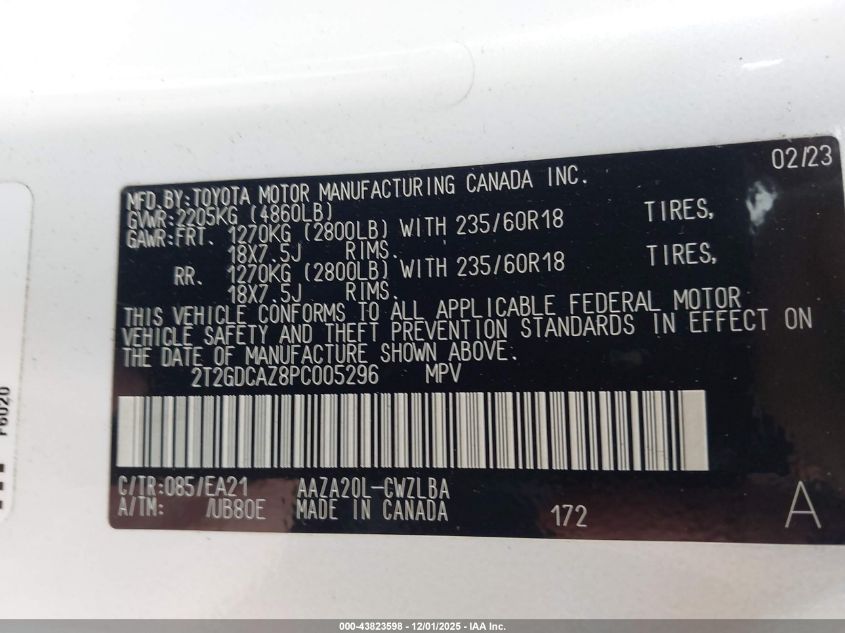 02/23
MFD.BY:TOYOTA MOTOR MANUFACTURING CANADA INC.
GVWR:2205KG (4860LB)
GAWR:FRT. 1270KG (2800LB) WITH 235/60R18 TIRES,
18X7.5J RIMS.
RR. 1270KG (2800LB) WITH 235/60R18 TIRES,
18X7.5J RIMS.
THIS VEHICLE CONFORMS TO ALL APPLICABLE FEDERAL MOTOR
VEHICLE SAFETY AND THEFT PREVENTION STANDARDS IN EFFECT ON
THE DATE OF MANUFACTURE SHOWN ABOVE.
2T2GDCAZ8PC005296 MPV
C/TR:085/EA21 AAZA20L-CWZLBA
A/TM: /UB80E MADE IN CANADA 172 A
F6020
000-43823598 - 12/01/2025 - IAA Inc.